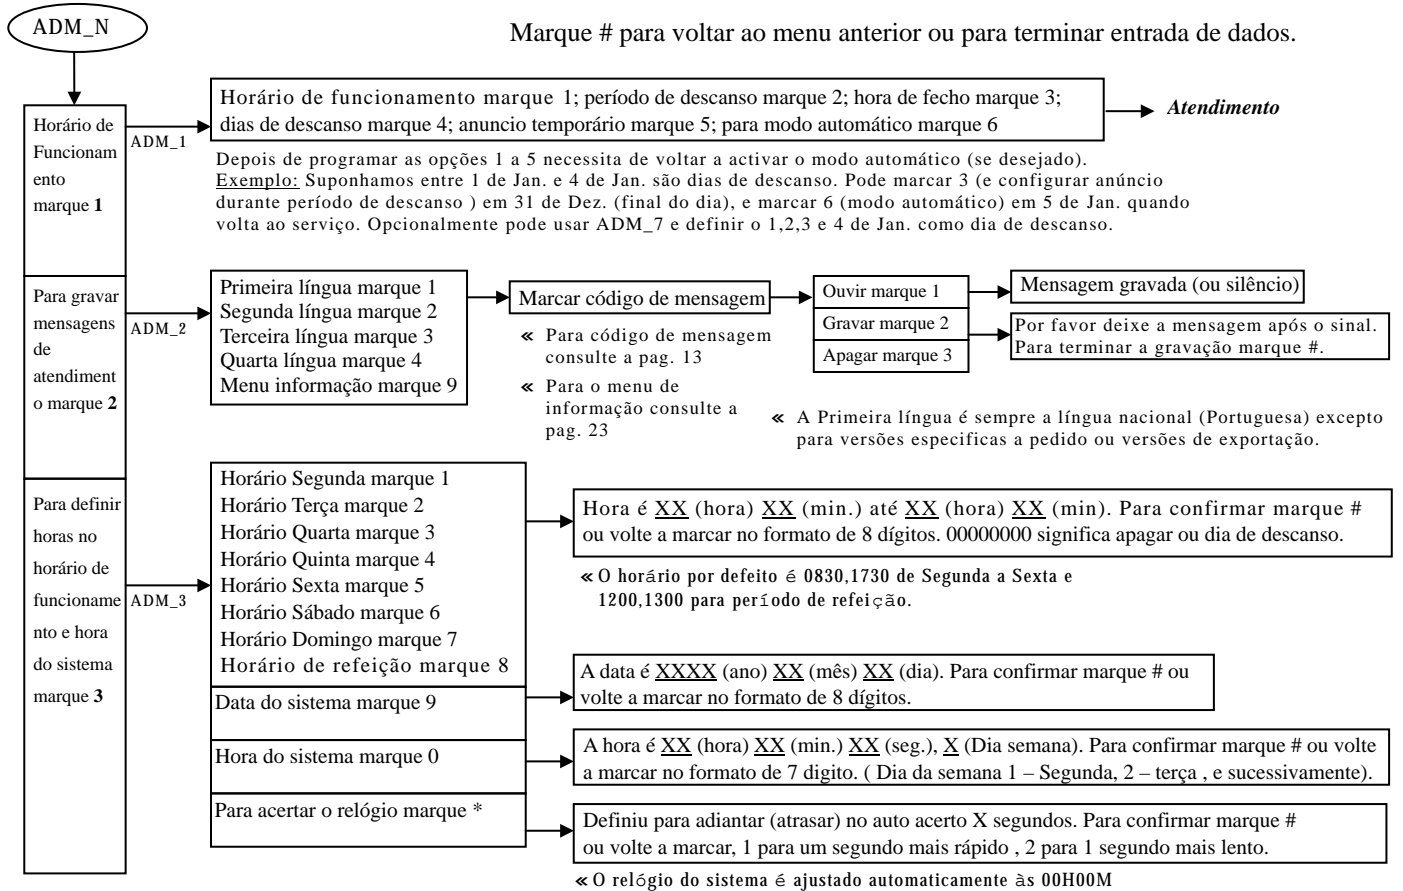 ADM_N
Marque # para voltar ao menu anterior ou para terminar entrada de dados.
Horário de
Funcionam
ento
marque 1
ADM_1
Horário de funcionamento marque 1; período de descanso marque 2; hora de fecho marque 3;
dias de descanso marque 4; anuncio temporário marque 5; para modo automático marque 6
Atendimento
Depois de programar as opções 1 a 5 necessita de voltar a activar o modo automático (se desejado).
Exemplo: Suponhamos entre 1 de Jan. e 4 de Jan. são dias de descanso. Pode marcar 3 (e configurar anúncio
durante período de descanso ) em 31 de Dez. (final do dia), e marcar 6 (modo automático) em 5 de Jan. quando
volta ao serviço. Opcionalmente pode usar ADM_7 e definir o 1,2,3 e 4 de Jan. como dia de descanso.
Para gravar
mensagens
de
atendiment
o marque 2
ADM_2
Primeira língua marque 1
Segunda língua marque 2
Terceira língua marque 3
Quarta língua marque 4
Menu informação marque 9
Marcar código de mensagem
« Para código de mensagem
consulte a pag. 13
« Para o menu de
informação consulte a
pag. 23
Ouvir marque 1
Gravar marque 2
Apagar marque 3
Mensagem gravada (ou silêncio)
Por favor deixe a mensagem após o sinal.
Para terminar a gravação marque #.
« A Primeira língua é sempre a língua nacional (Portuguesa) excepto
para versões especificas a pedido ou versões de exportação.
Para definir
horas no
horário de
funcioname
nto e hora
do sistema
marque 3
ADM_3
Horário Segunda marque 1
Horário Terça marque 2
Horário Quarta marque 3
Horário Quinta marque 4
Horário Sexta marque 5
Horário Sábado marque 6
Horário Domingo marque 7
Horário de refeição marque 8
Hora é XX (hora) XX (min.) até XX (hora) XX (min). Para confirmar marque #
ou volte a marcar no formato de 8 dígitos. 00000000 significa apagar ou dia de descanso.
« O horário por defeito é 0830,1730 de Segunda a Sexta e
1200,1300 para período de refeição.
Data do sistema marque 9
A data é XXXX (ano) XX (mês) XX (dia). Para confirmar marque # ou
volte a marcar no formato de 8 dígitos.
Hora do sistema marque 0
A hora é XX (hora) XX (min.) XX (seg.), X (Dia semana). Para confirmar marque # ou volte
a marcar no formato de 7 digito. ( Dia da semana 1 – Segunda, 2 – terça , e sucessivamente).
Para acertar o relógio marque *
Definiu para adiantar (atrasar) no auto acerto X segundos. Para confirmar marque #
ou volte a marcar, 1 para um segundo mais rápido , 2 para 1 segundo mais lento.
« O relógio do sistema é ajustado automaticamente às 00H00M